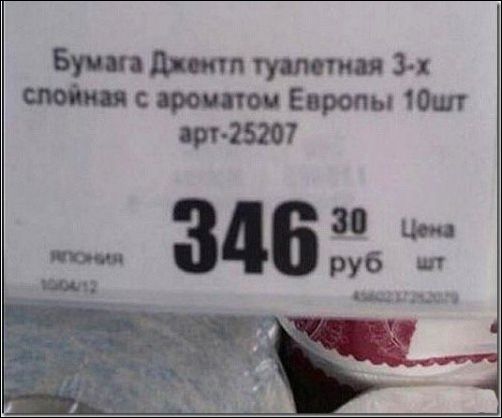 Бумага Джентл туалетная 3-х
слойная с ароматом Европы 10шт
арт-25207
346 30 руб Цена шт
ЯПОНИЯ
10/04/12
4560237262079